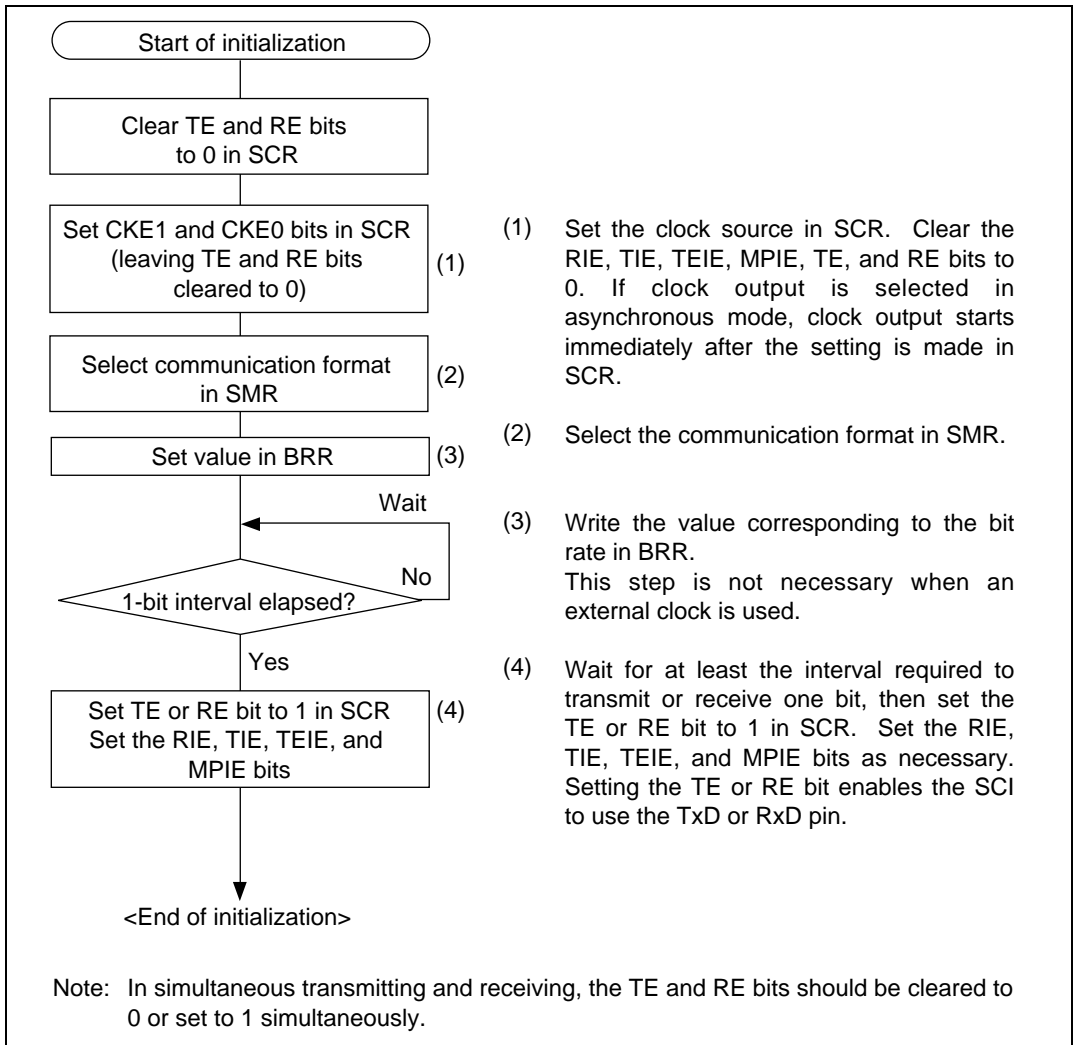 Start of initialization
Clear TE and RE bits
to 0 in SCR
Set CKE1 and CKE0 bits in SCR
(leaving TE and RE bits
cleared to 0)
(1)
Select communication format
in SMR
(2)
Set value in BRR
(3)
Wait
No
1-bit interval elapsed?
Yes
Set TE or RE bit to 1 in SCR
Set the RIE, TIE, TEIE, and
MPIE bits
(4)
<End of initialization>
(1) Set the clock source in SCR. Clear the
RIE, TIE, TEIE, MPIE, TE, and RE bits to
0. If clock output is selected in
asynchronous mode, clock output starts
immediately after the setting is made in
SCR.
(2) Select the communication format in SMR.
(3) Write the value corresponding to the bit
rate in BRR.
This step is not necessary when an
external clock is used.
(4) Wait for at least the interval required to
transmit or receive one bit, then set the
TE or RE bit to 1 in SCR. Set the RIE,
TIE, TEIE, and MPIE bits as necessary.
Setting the TE or RE bit enables the SCI
to use the TxD or RxD pin.
Note: In simultaneous transmitting and receiving, the TE and RE bits should be cleared to
0 or set to 1 simultaneously.